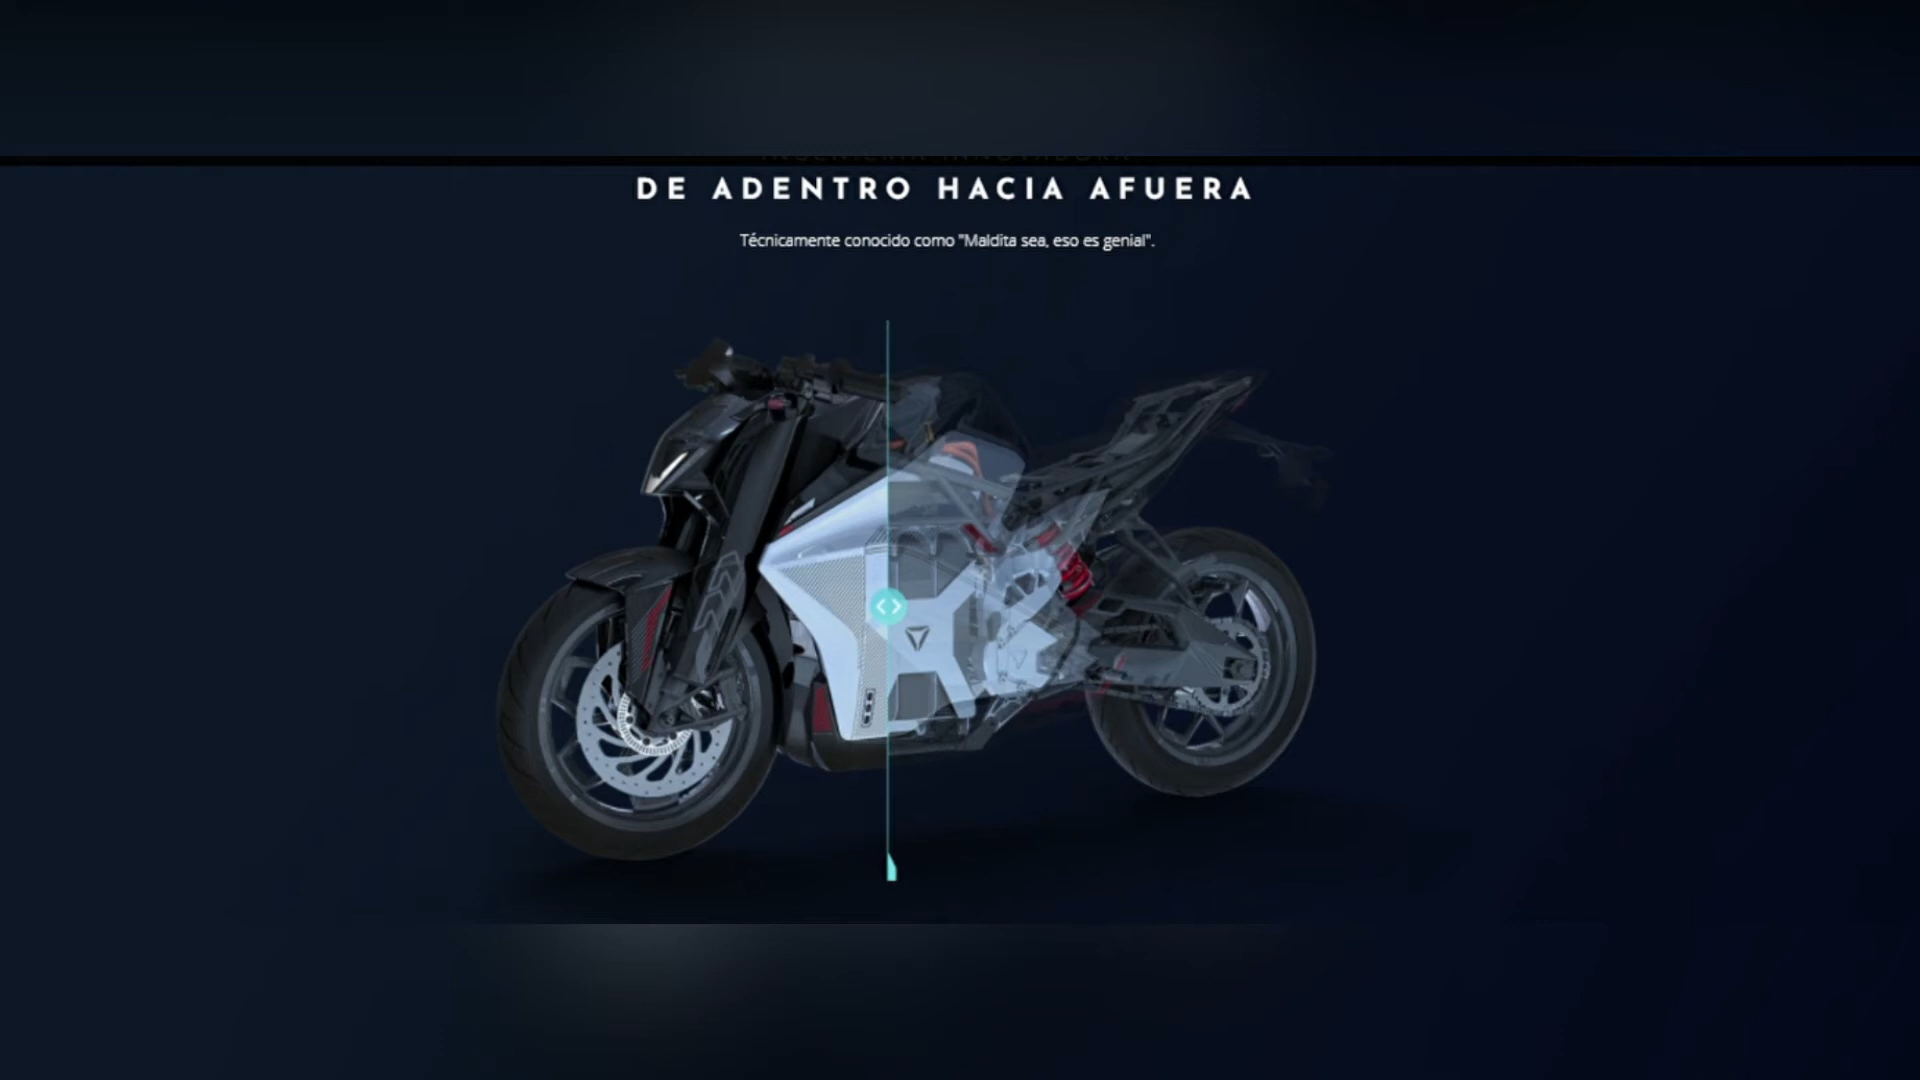 DE ADENTRO HACIA AFUERA
Técnicamente conocido como "Maldita sea, eso es genial".